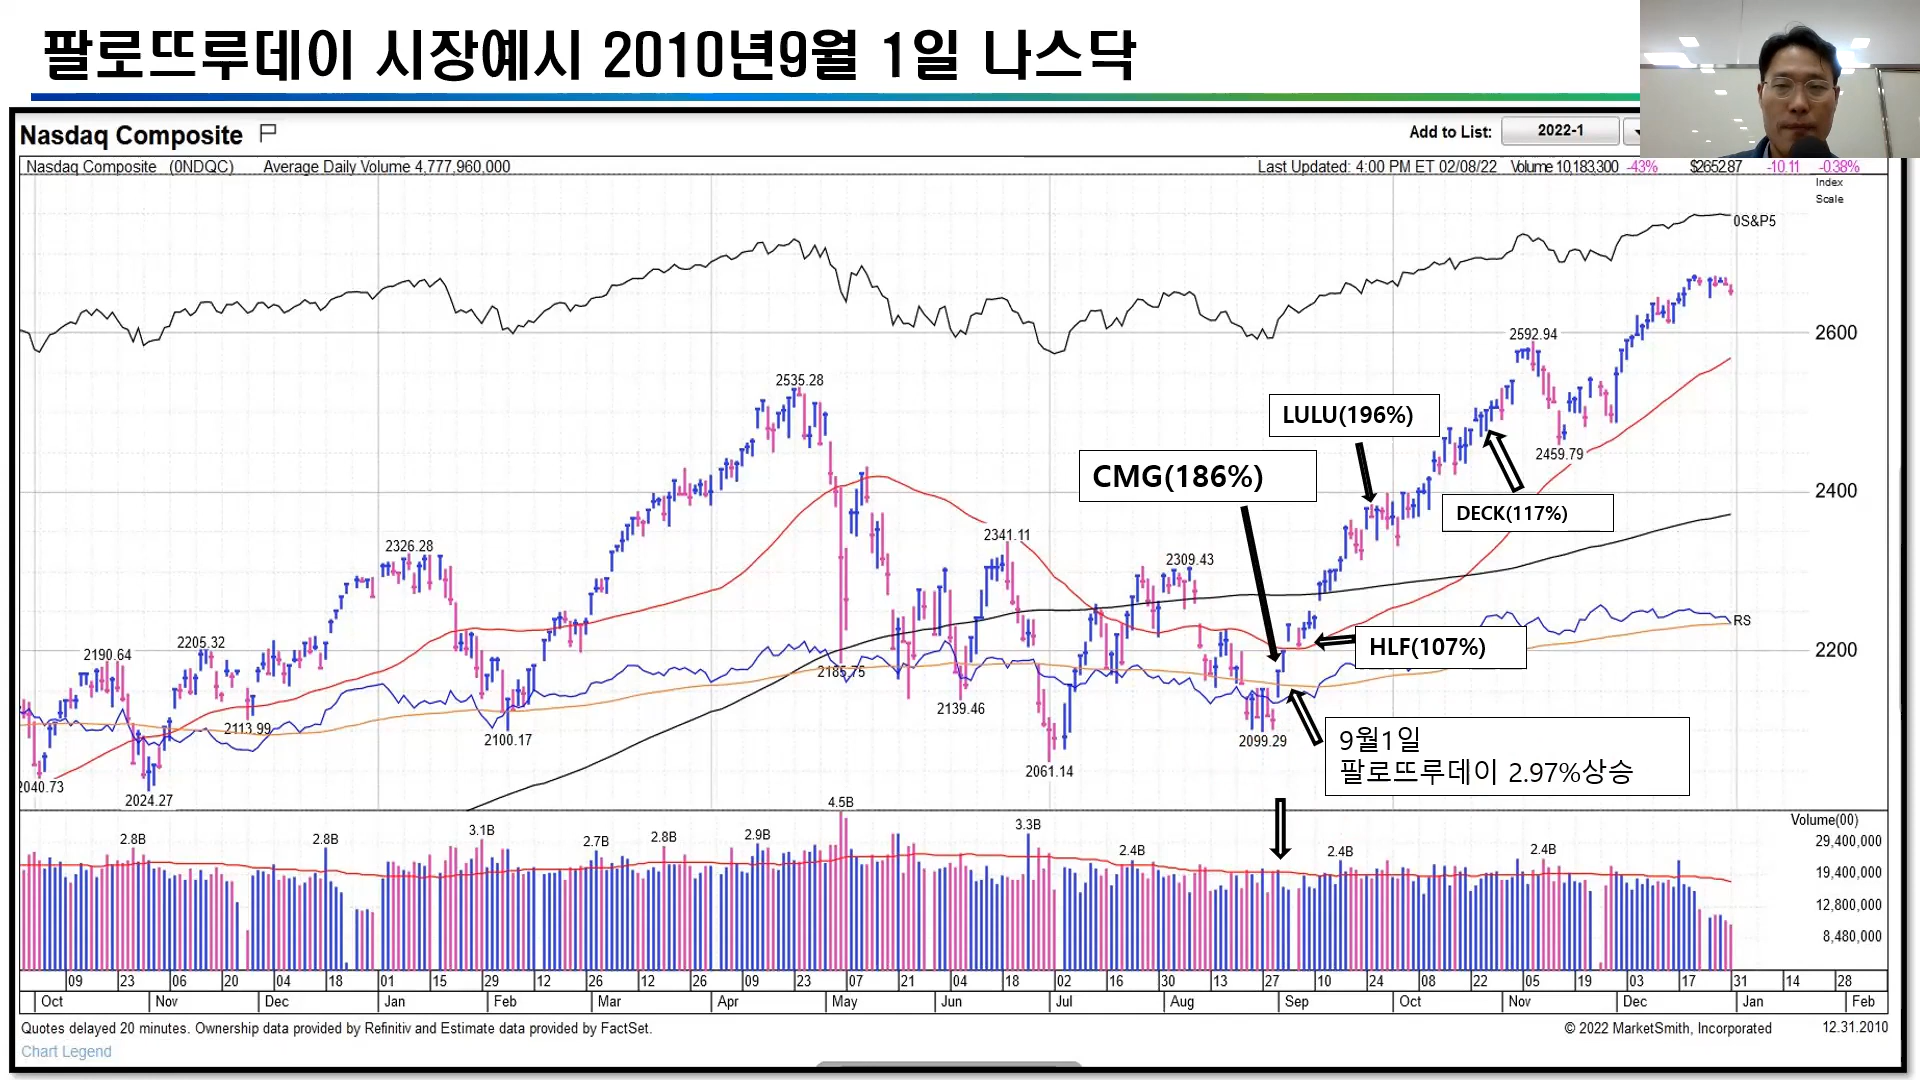 팔로뜨루데이 시장예시 2010년9월 1일 나스닥
Nasdaq Composite
Add to List: 2022-1
Nasdaq Composite (0NDQC) Average Daily Volume 4,777,960,000 Last Updated: 4:00 PM ET 02/08/22 Volume 10,183,300 -43% $2652.87 -10.11 -0.38%
Index
Scale
0S&P5
2600
2592.94
2535.28
LULU(196%)
2459.79
CMG(186%)
2400
DECK(117%)
2341.11
2326.28
2309.43
RS
2205.32
2190.64
HLF(107%)
2200
2185.75
2139.46
2113.99
2100.17
2099.29
9월1일
팔로뜨루데이 2.97%상승
2061.14
2040.73
2024.27
4.5B
Volume(00)
3.1B
3.3B
2.8B
2.8B
2.7B
2.8B
2.9B
2.4B
2.4B
2.4B
29,400,000
19,400,000
12,800,000
8,480,000
09 23 06 20 04 18 01 15 29 12 26 12 26 09 23 07 21 04 18 02 16 30 13 27 10 24 08 22 05 19 03 17 31 14 28
Oct Nov Dec Jan Feb Mar Apr May Jun Jul Aug Sep Oct Nov Dec Jan Feb
Quotes delayed 20 minutes. Ownership data provided by Refinitiv and Estimate data provided by FactSet.
© 2022 MarketSmith, Incorporated 12.31.2010
Chart Legend